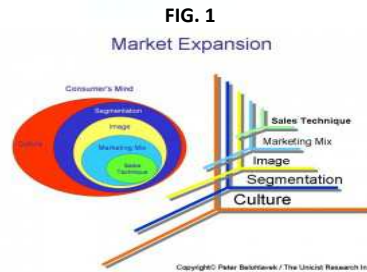 FIG. 1
Market Expansion
Consumer's Mind
Segmentation
Image
Culture
Marketing Mix
Sales
Technique
Sales Technique
Marketing Mix
Image
Segmentation
Culture
Copyright© Peter Belohlavek / The Unicist Research In